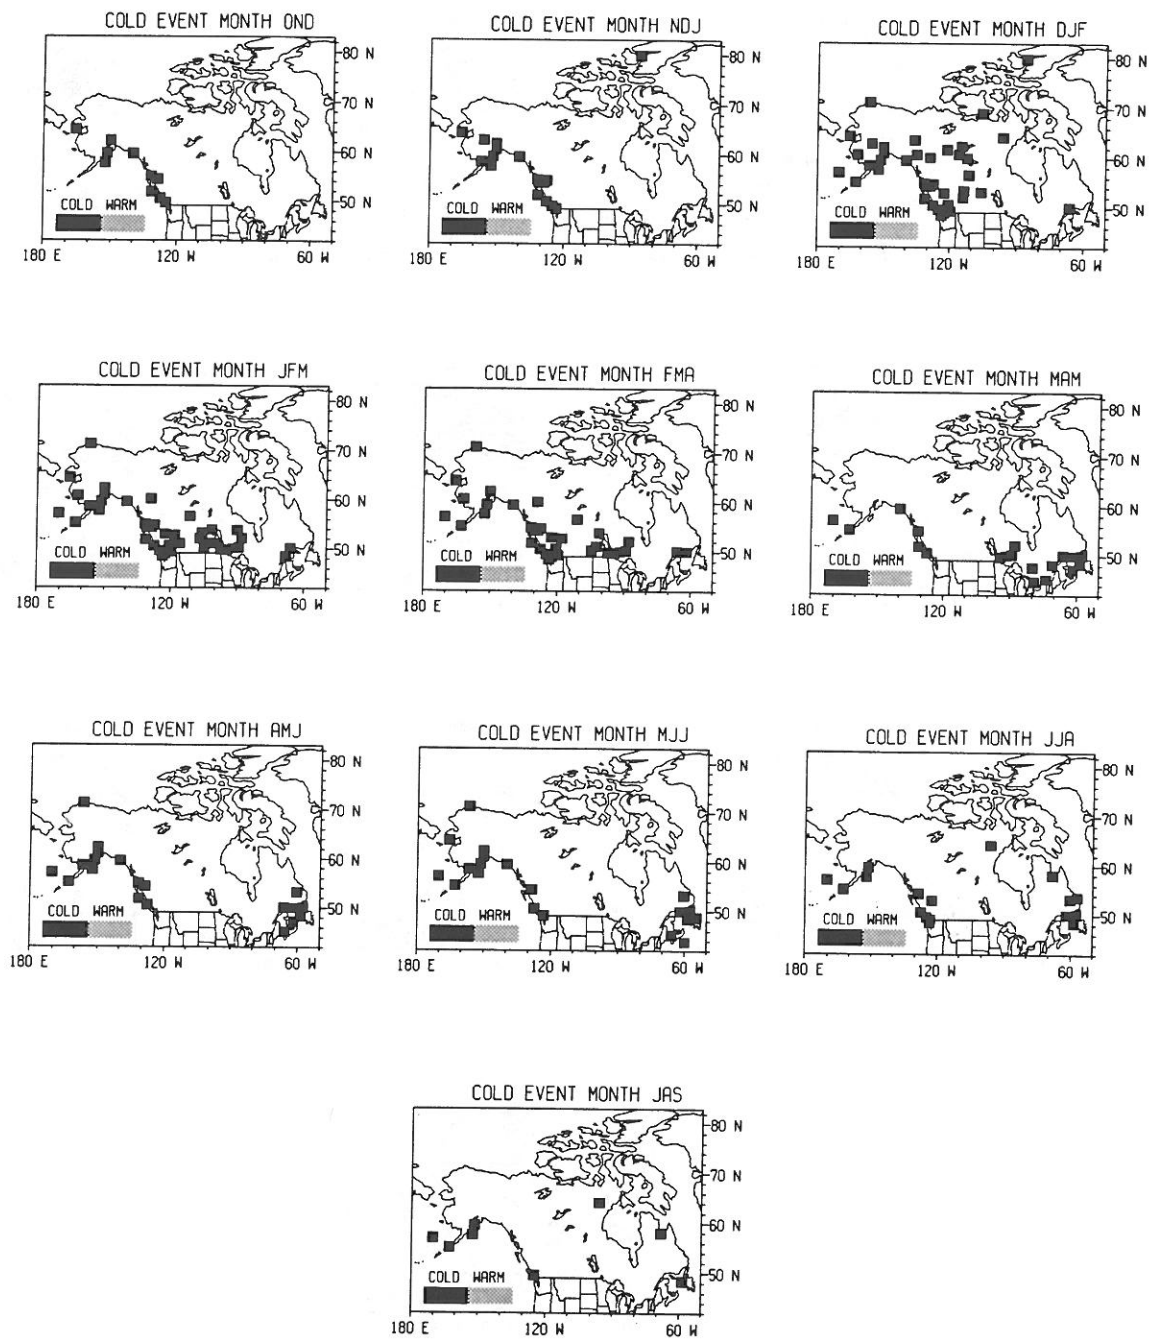 COLD EVENT MONTH OND
COLD EVENT MONTH NDJ
COLD EVENT MONTH DJF
80 N
70 N
60 N
50 N
COLD WARM
180 E 120 W 60 W
80 N
70 N
60 N
50 N
COLD WARM
180 E 120 W 60 W
80 N
70 N
60 N
50 N
COLD WARM
180 E 120 W 60 W
COLD EVENT MONTH JFM
COLD EVENT MONTH FMA
COLD EVENT MONTH MAM
80 N
70 N
60 N
50 N
COLD WARM
180 E 120 W 60 W
80 N
70 N
60 N
50 N
COLD WARM
180 E 120 W 60 W
80 N
70 N
60 N
50 N
COLD WARM
180 E 120 W 60 W
COLD EVENT MONTH AMJ
COLD EVENT MONTH MJJ
COLD EVENT MONTH JJA
80 N
70 N
60 N
50 N
COLD WARM
180 E 120 W 60 W
80 N
70 N
60 N
50 N
COLD WARM
180 E 120 W 60 W
80 N
70 N
60 N
50 N
COLD WARM
180 E 120 W 60 W
COLD EVENT MONTH JAS
80 N
70 N
60 N
50 N
COLD WARM
180 E 120 W 60 W